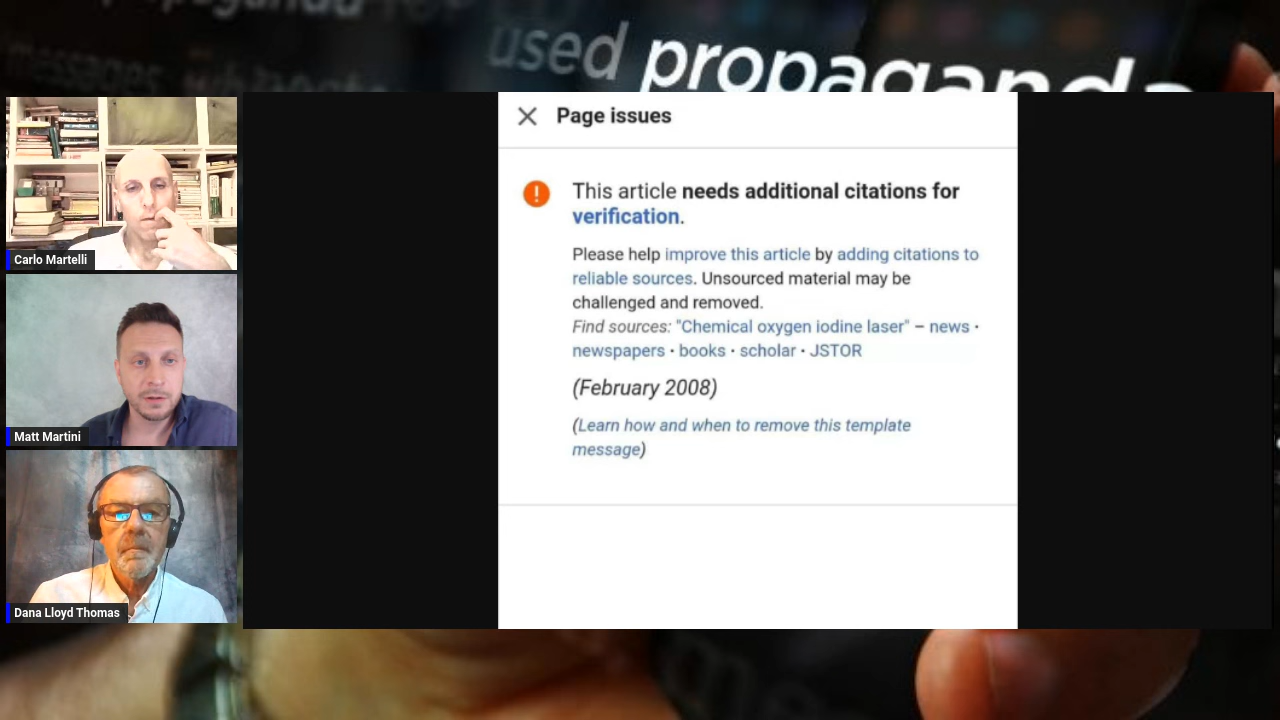 propaganda
used propaganda
messages
Page issues
This article needs additional citations for
verification.
Please help improve this article by adding citations to
reliable sources. Unsourced material may be
challenged and removed.
Find sources: "Chemical oxygen iodine laser" – news ·
newspapers · books · scholar · JSTOR
(February 2008)
(Learn how and when to remove this template
message)
Carlo Martelli
Matt Martini
Dana Lloyd Thomas